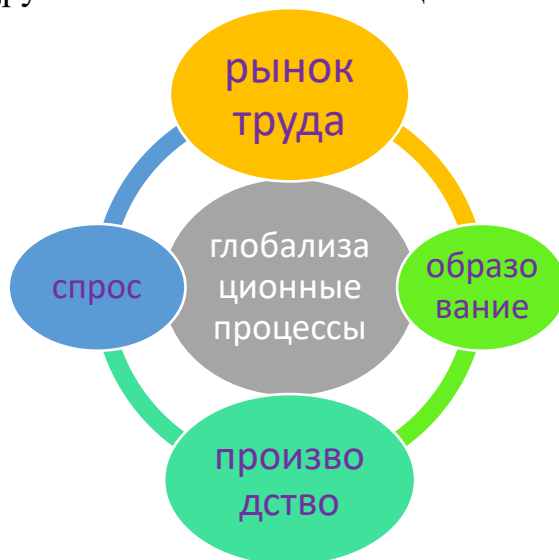 рынок
труда
глобализа
ционные
процессы
спрос
образо
вание
произво
дство